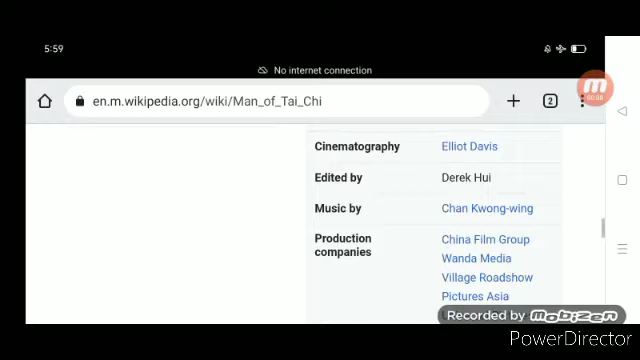 5:59
No internet connection
en.m.wikipedia.org/wiki/Man_of_Tai_Chi
2
00:08
Cinematography Elliot Davis
Edited by Derek Hui
Music by Chan Kwong-wing
Production companies China Film Group
Wanda Media
Village Roadshow
Pictures Asia
Recorded by Mobizen
PowerDirector